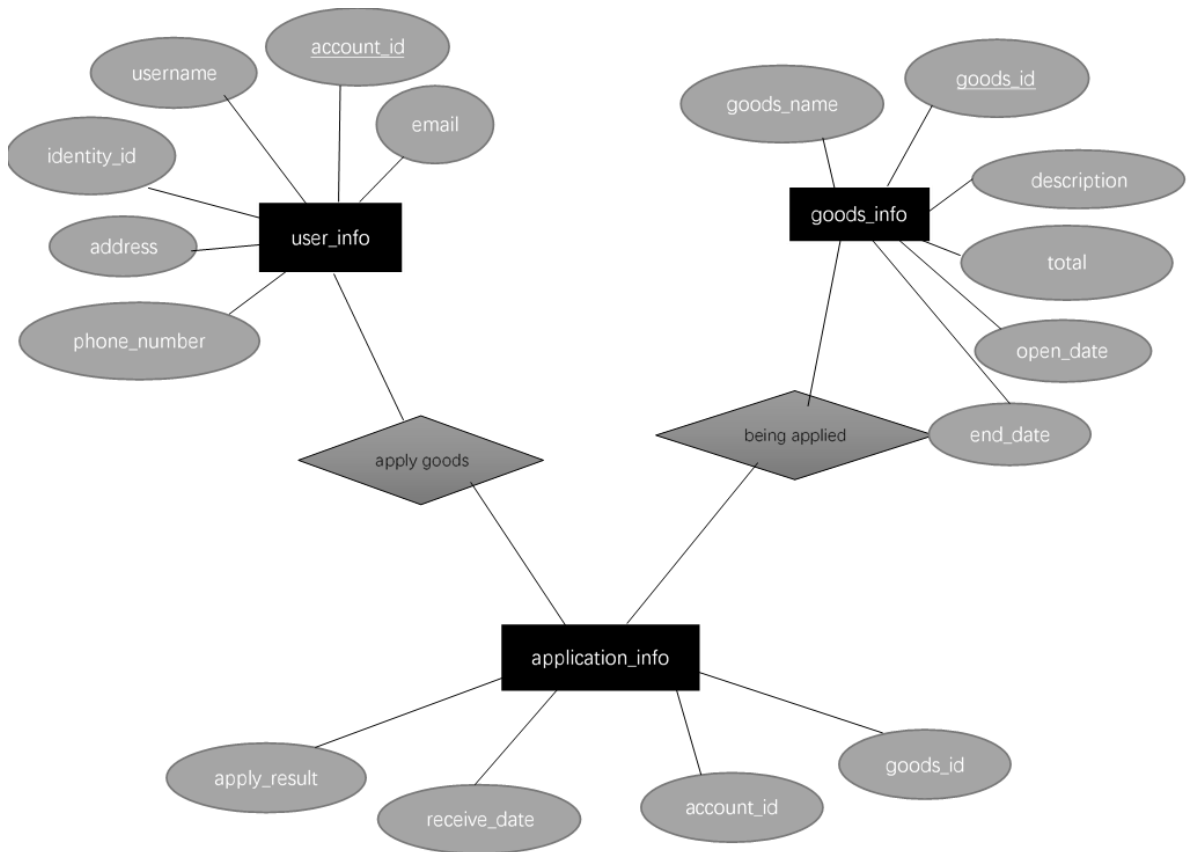 account_id
username
email
identity_id
user_info
address
phone_number
goods_id
goods_name
description
goods_info
total
open_date
end_date
apply goods
being applied
application_info
apply_result
receive_date
account_id
goods_id